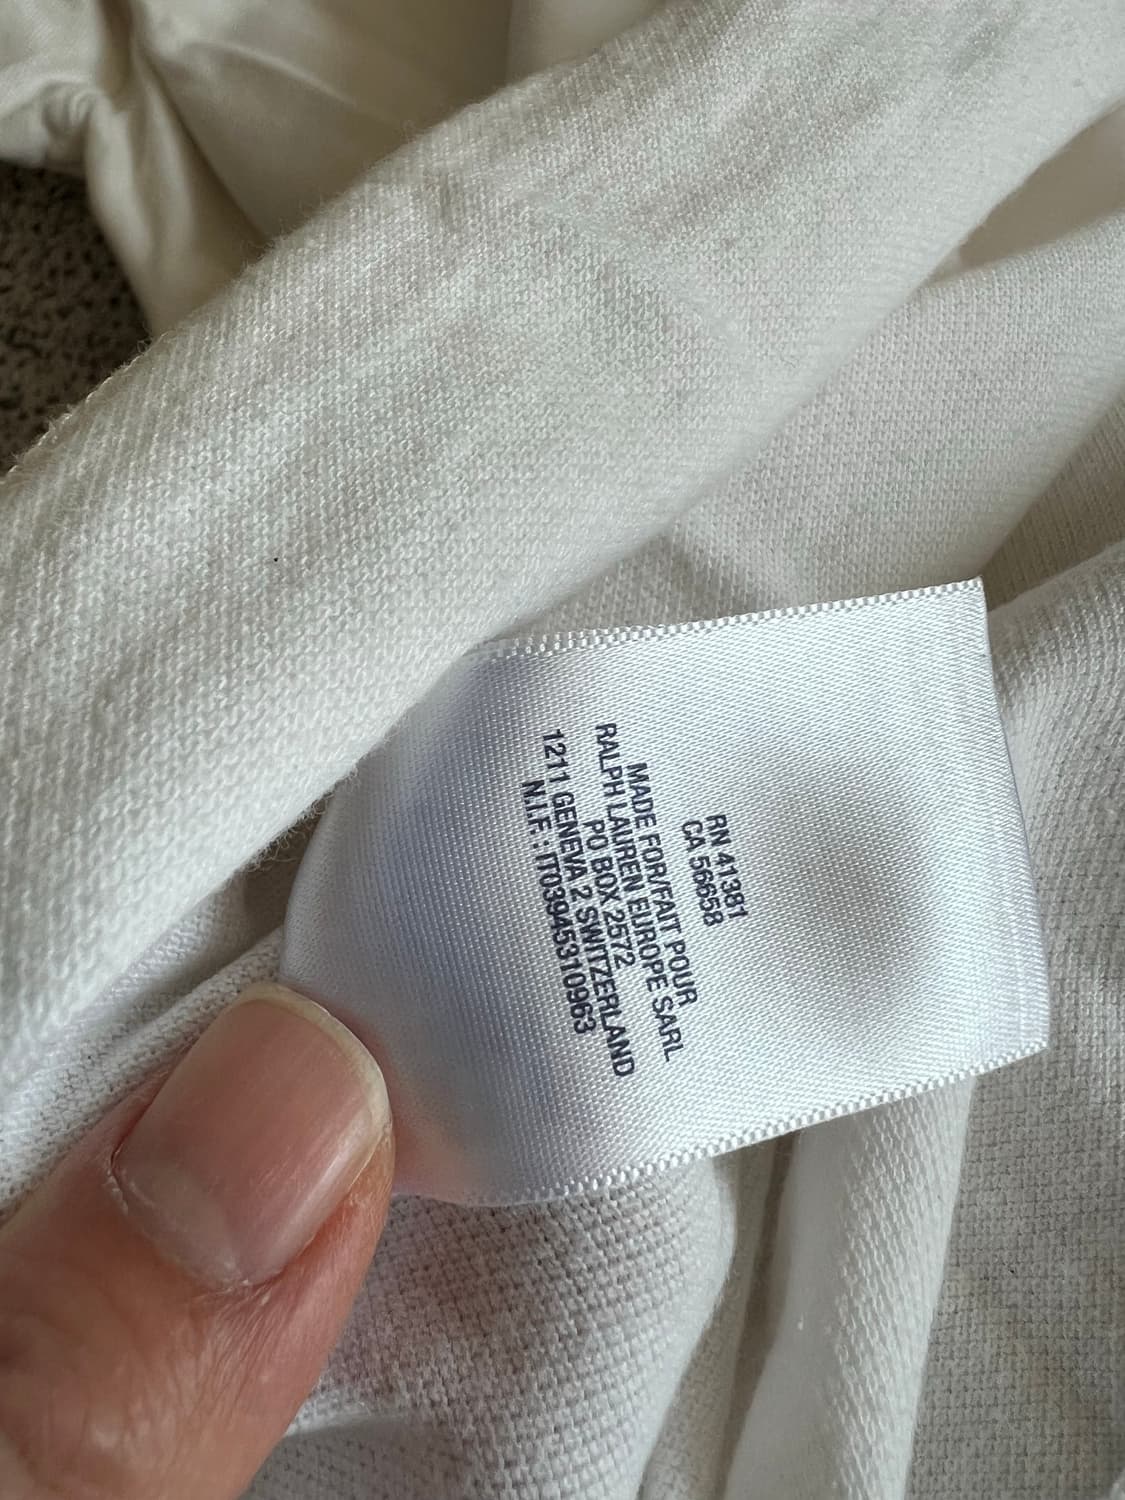 RN 41381
CA 56658
MADE FOR/FAIT POUR
RALPH LAUREN EUROPE SARL
PO BOX 2572
1211 GENEVA 2 SWITZERLAND
N.I.F. : IT03945310963